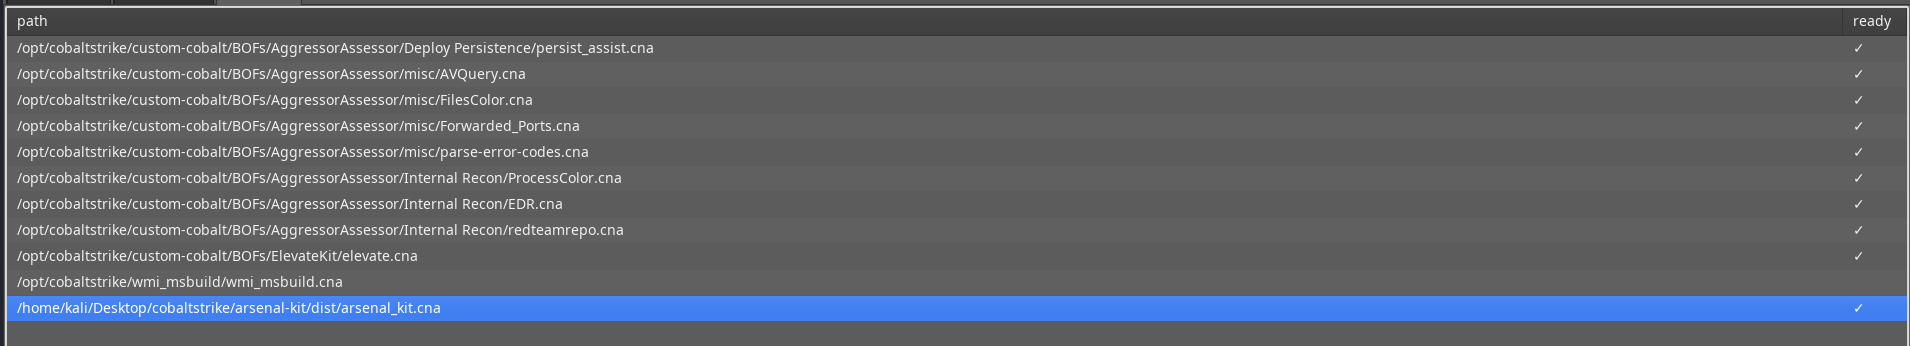 path ready
/opt/cobaltstrike/custom-cobalt/BOFs/AggressorAssessor/Deploy Persistence/persist_assist.cna ✓
/opt/cobaltstrike/custom-cobalt/BOFs/AggressorAssessor/misc/AVQuery.cna ✓
/opt/cobaltstrike/custom-cobalt/BOFs/AggressorAssessor/misc/FilesColor.cna ✓
/opt/cobaltstrike/custom-cobalt/BOFs/AggressorAssessor/misc/Forwarded_Ports.cna ✓
/opt/cobaltstrike/custom-cobalt/BOFs/AggressorAssessor/misc/parse-error-codes.cna ✓
/opt/cobaltstrike/custom-cobalt/BOFs/AggressorAssessor/Internal Recon/ProcessColor.cna ✓
/opt/cobaltstrike/custom-cobalt/BOFs/AggressorAssessor/Internal Recon/EDR.cna ✓
/opt/cobaltstrike/custom-cobalt/BOFs/AggressorAssessor/Internal Recon/redteamrepo.cna ✓
/opt/cobaltstrike/custom-cobalt/BOFs/ElevateKit/elevate.cna ✓
/opt/cobaltstrike/wmi_msbuild/wmi_msbuild.cna
/home/kali/Desktop/cobaltstrike/arsenal-kit/dist/arsenal_kit.cna ✓